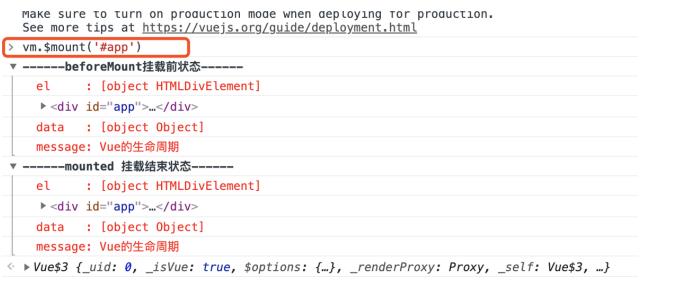 Make sure to turn on production mode when deploying for production.
See more tips at https://vuejs.org/guide/deployment.html
> vm.$mount('#app')
▼ ------beforeMount挂载前状态------
el     : [object HTMLDivElement]
▶ <div id="app">…</div>
data   : [object Object]
message: Vue的生命周期
▼ ------mounted 挂载结束状态------
el     : [object HTMLDivElement]
▶ <div id="app">…</div>
data   : [object Object]
message: Vue的生命周期
<· ▶ Vue$3 {_uid: 0, _isVue: true, $options: {…}, _renderProxy: Proxy, _self: Vue$3, …}